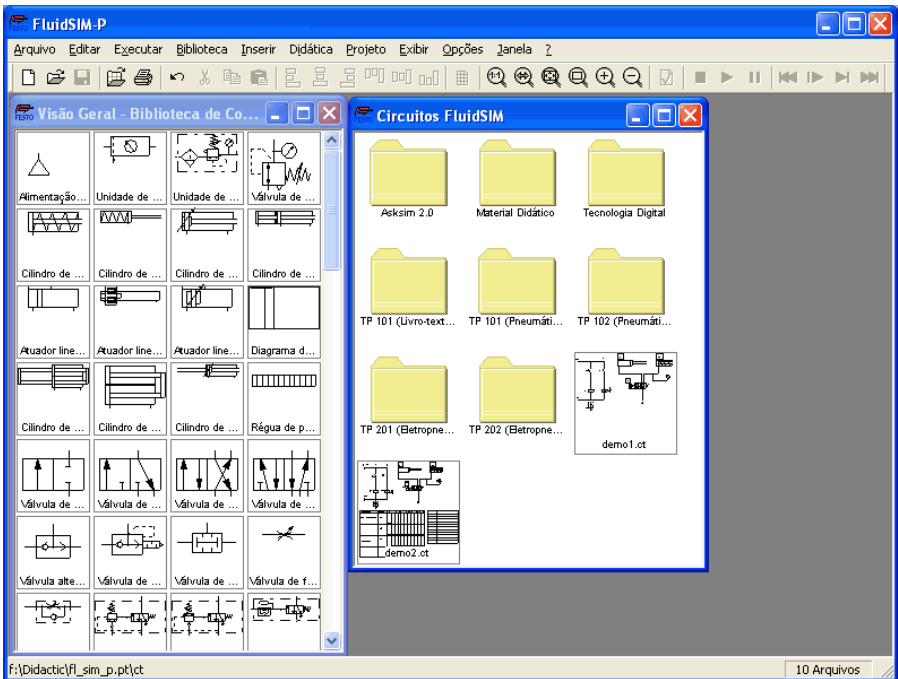 FluidSIM-P
Arquivo Editar Executar Biblioteca Inserir Didática Projeto Exibir Opções Janela ?
FESTO Visão Geral - Biblioteca de Co...
Alimentação... Unidade de ... Unidade de ... Válvula de ...
Cilindro de ... Cilindro de ... Cilindro de ... Cilindro de ...
Atuador line... Atuador line... Atuador line... Diagrama d...
Cilindro de ... Cilindro de ... Cilindro de ... Régua de p...
Válvula de ... Válvula de ... Válvula de ... Válvula de ...
Válvula alte... Válvula de ... Válvula de ... Válvula de f...
FESTO Circuitos FluidSIM
Asksim 2.0 Material Didático Tecnologia Digital
TP 101 (Livro-text... TP 101 (Pneumáti... TP 102 (Pneumáti...
TP 201 (Eletropne... TP 202 (Eletropne... demo1.ct
demo2.ct
f:\Didactic\fl_sim_p.pt\ct
10 Arquivos